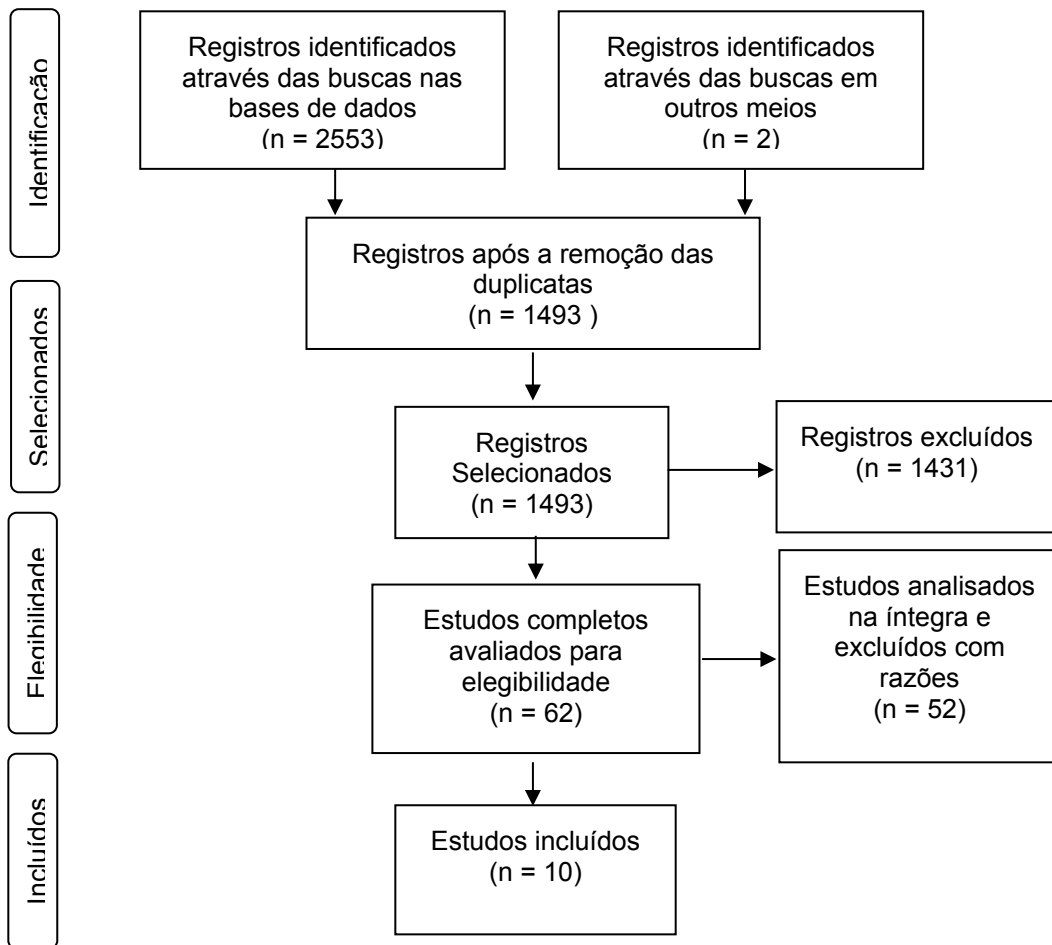 Identificação
Registros identificados
através das buscas nas
bases de dados
(n = 2553)
Registros identificados
através das buscas em
outros meios
(n = 2)
Registros após a remoção das
duplicatas
(n = 1493 )
Selecionados
Registros
Selecionados
(n = 1493)
Registros excluídos
(n = 1431)
Elegibilidade
Estudos completos
avaliados para
elegibilidade
(n = 62)
Estudos analisados
na íntegra e
excluídos com
razões
(n = 52)
Incluídos
Estudos incluídos
(n = 10)